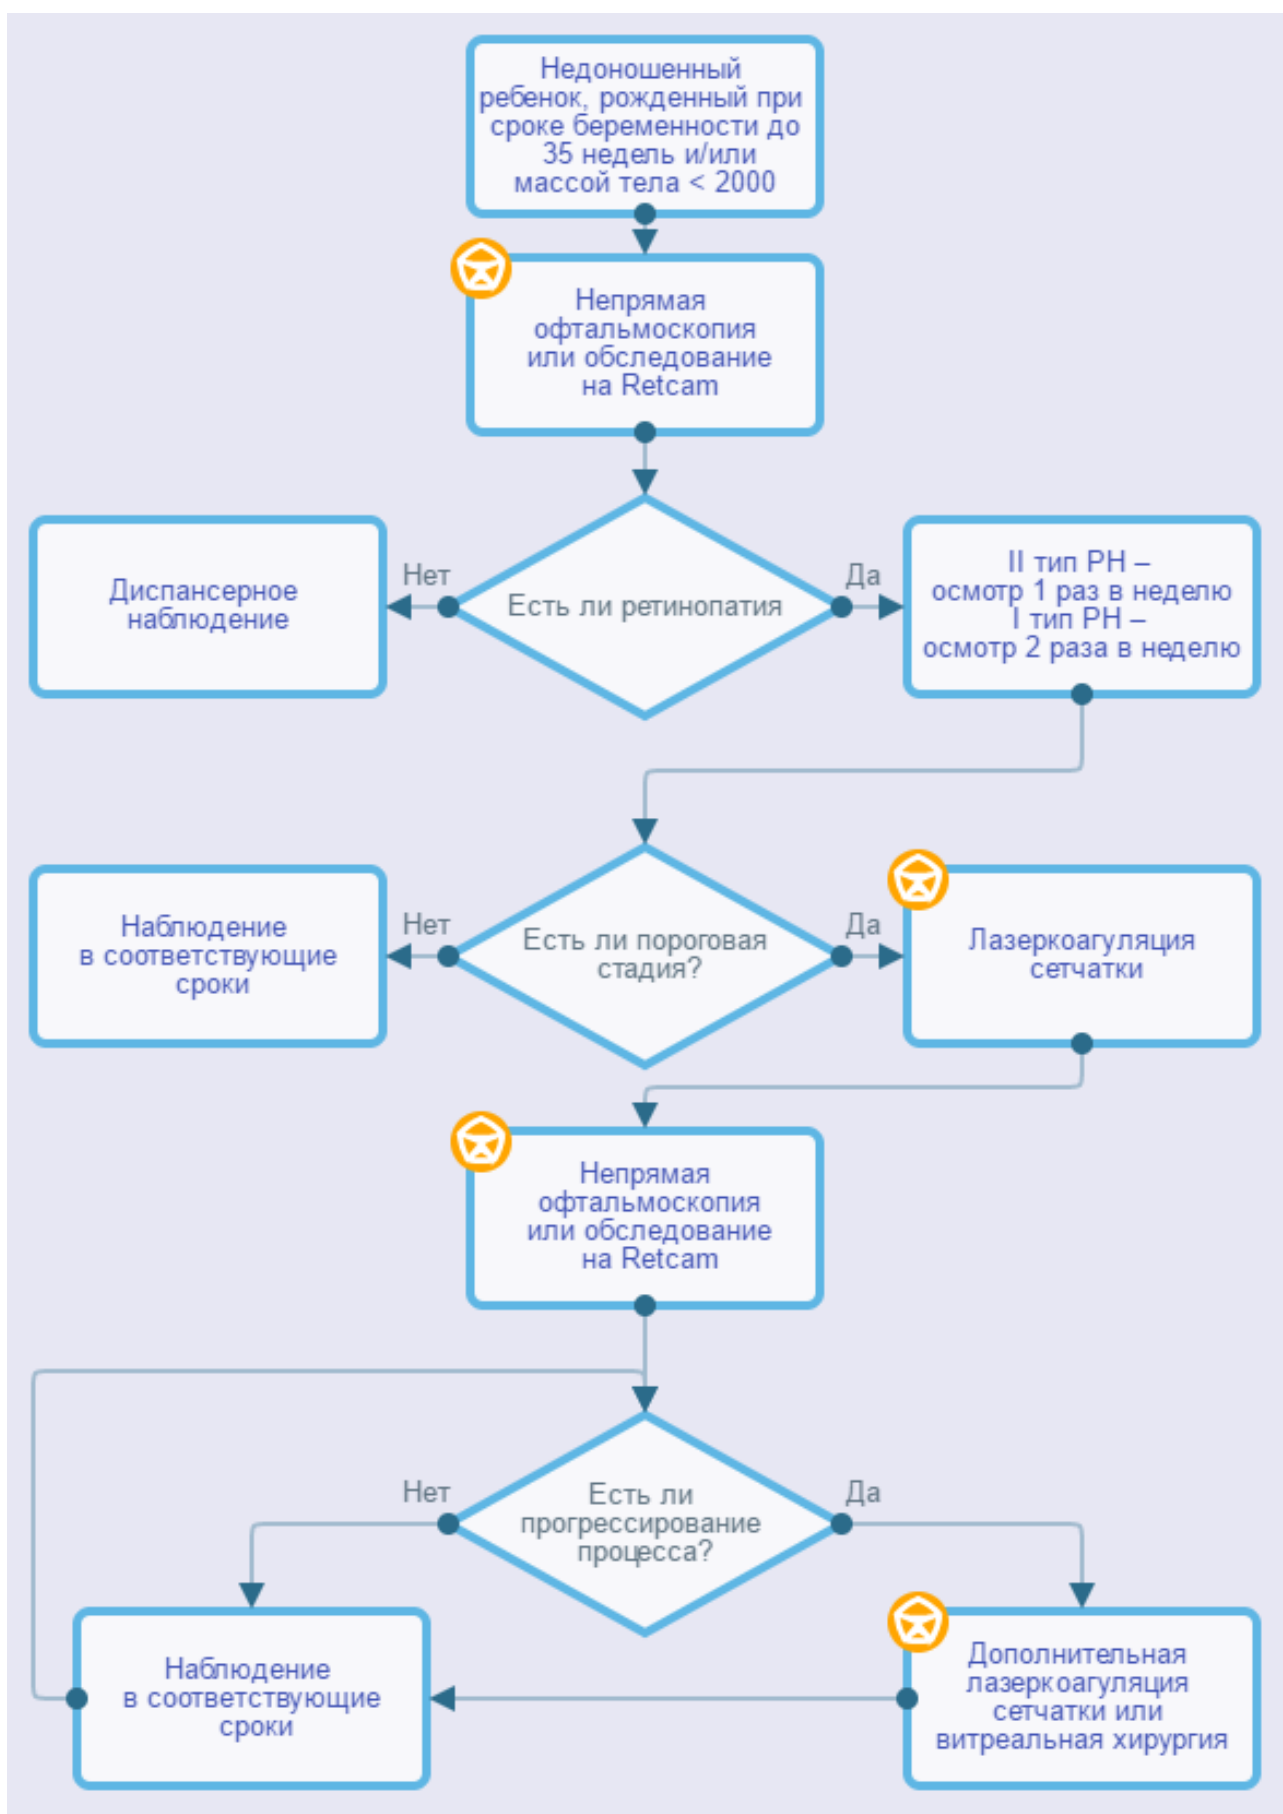 Недоношенный
ребенок, рожденный при
сроке беременности до
35 недель и/или
массой тела < 2000
Непрямая
офтальмоскопия
или обследование
на Retcam
Есть ли ретинопатия
Нет
Диспансерное
наблюдение
Да
II тип РН –
осмотр 1 раз в неделю
I тип РН –
осмотр 2 раза в неделю
Есть ли пороговая
стадия?
Нет
Наблюдение
в соответствующие
сроки
Да
Лазеркоагуляция
сетчатки
Непрямая
офтальмоскопия
или обследование
на Retcam
Есть ли
прогрессирование
процесса?
Нет
Наблюдение
в соответствующие
сроки
Да
Дополнительная
лазеркоагуляция
сетчатки или
витреальная хирургия